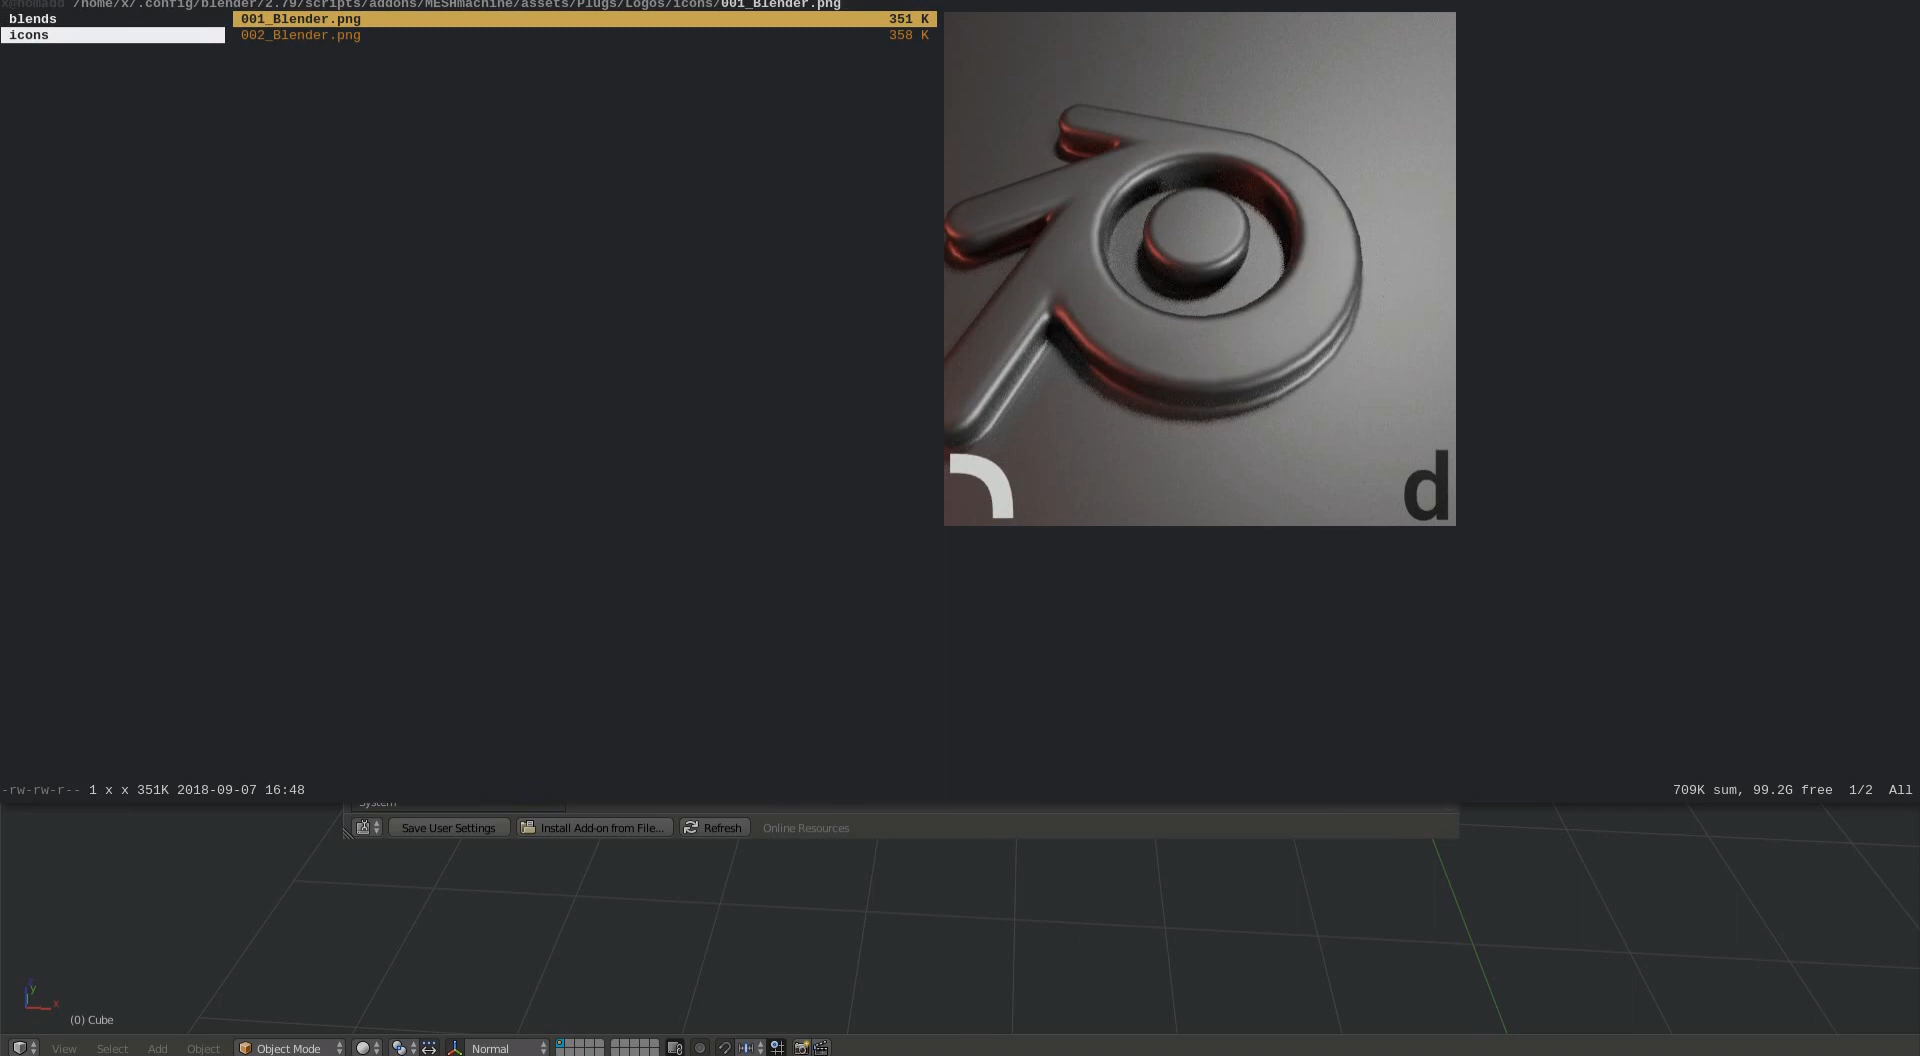 x@nomadd /home/x/.config/blender/2.79/scripts/addons/MESHmachine/assets/Plugs/Logos/icons/001_Blender.png
blends 001_Blender.png 351 K
icons 002_Blender.png 358 K
d
-rw-rw-r-- 1 x x 351K 2018-09-07 16:48 709K sum, 99.2G free 1/2 All
System
Save User Settings Install Add-on from File... Refresh Online Resources
y
x
(0) Cube
View Select Add Object Object Mode Normal